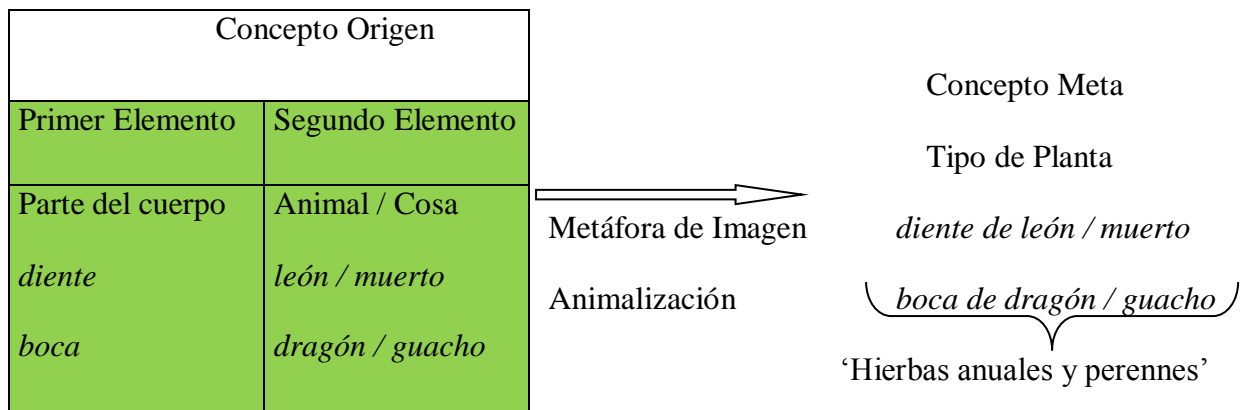 Concepto Origen
Primer Elemento Segundo Elemento
Parte del cuerpo Animal / Cosa
diente león / muerto
boca dragón / guacho
Metáfora de Imagen
Animalización
Concepto Meta
Tipo de Planta
diente de león / muerto
boca de dragón / guacho
‘Hierbas anuales y perennes’